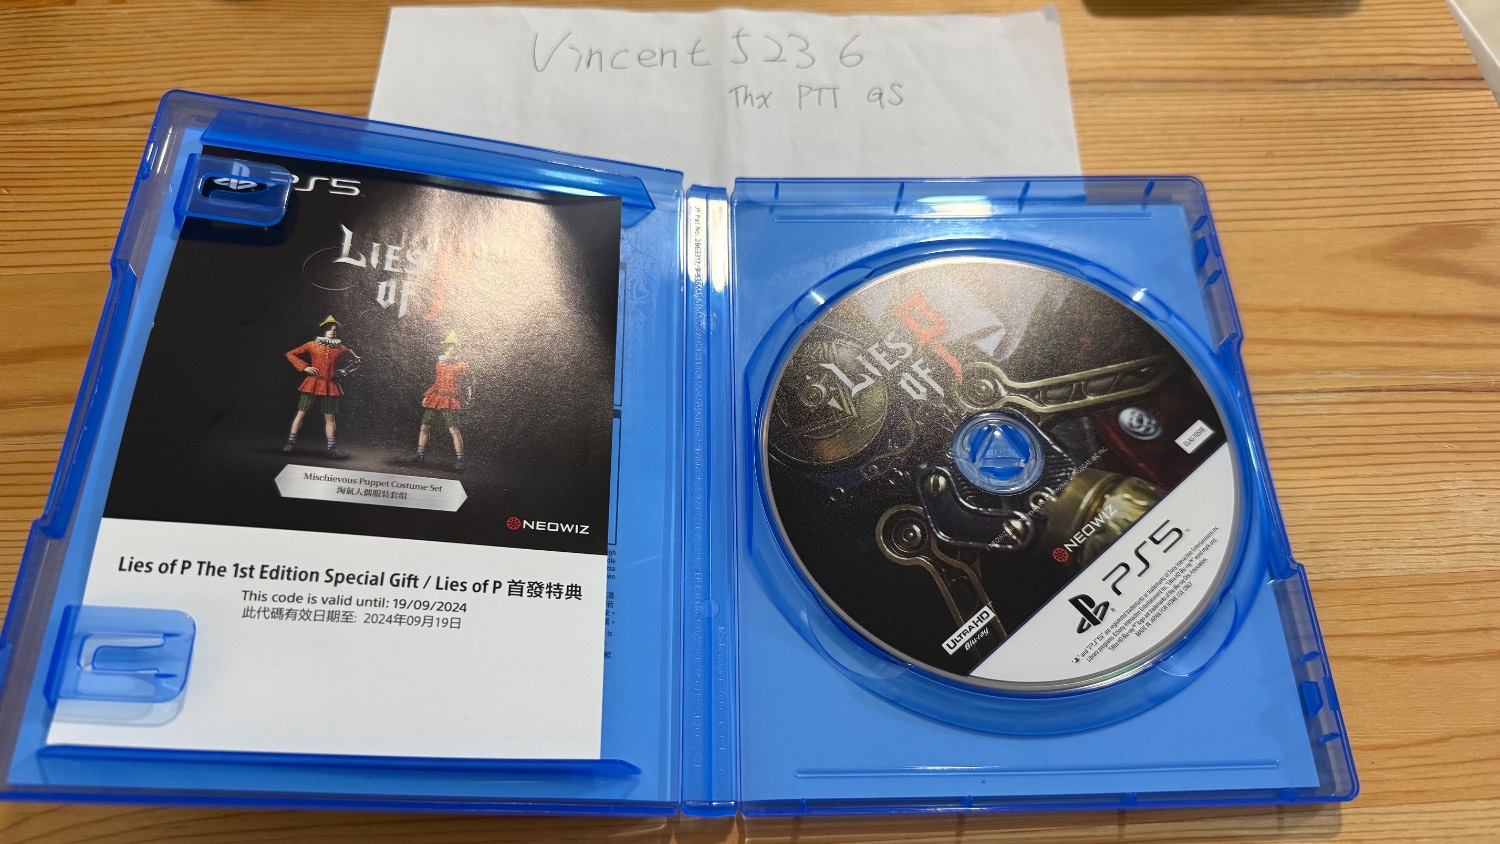 Vincent 5236
Thx PTT gs
PS5
LIES OF P
Mischievous Puppet Costume Set
淘氣人偶服裝套組
NEOWIZ
Lies of P The 1st Edition Special Gift / Lies of P 首發特典
This code is valid until: 19/09/2024
此代碼有效日期至: 2024年09月19日
LIES
OF P
NEOWIZ
PS5
ULTRA HD
Blu-ray